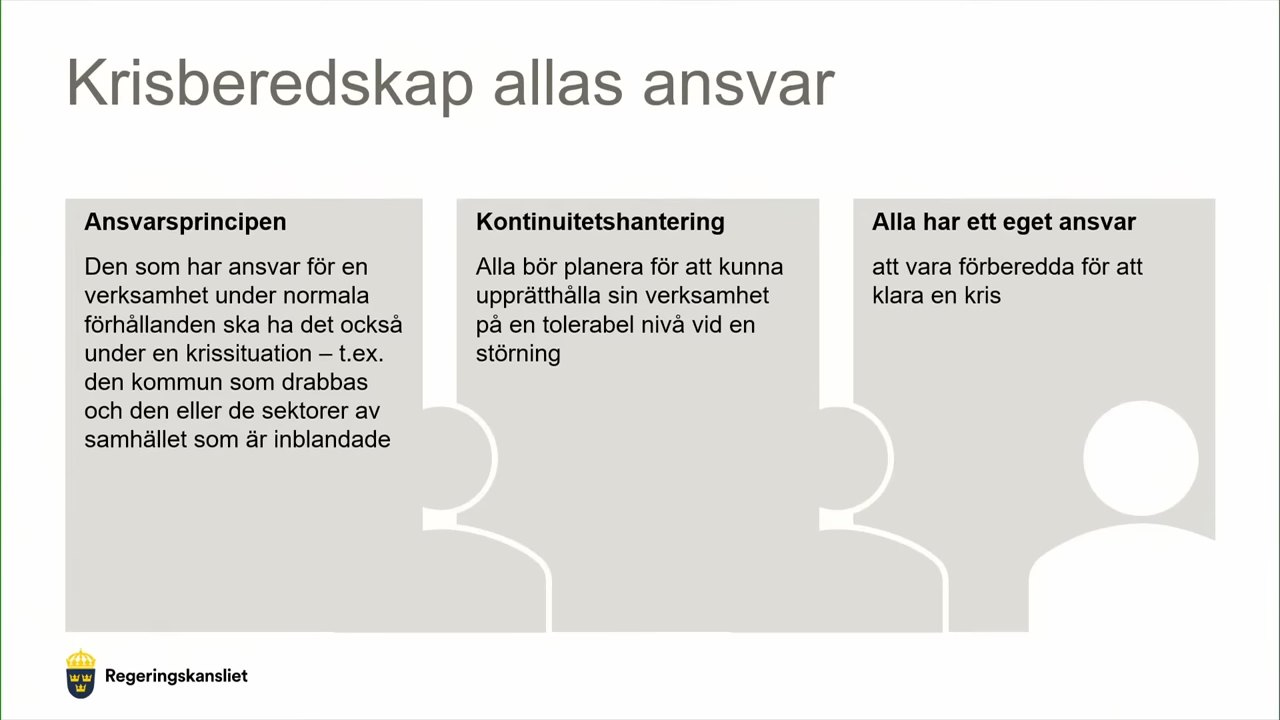 Krisberedskap allas ansvar
Ansvarsprincipen
Den som har ansvar för en
verksamhet under normala
förhållanden ska ha det också
under en krissituation – t.ex.
den kommun som drabbas
och den eller de sektorer av
samhället som är inblandade
Kontinuitetshantering
Alla bör planera för att kunna
upprätthålla sin verksamhet
på en tolerabel nivå vid en
störning
Alla har ett eget ansvar
att vara förberedda för att
klara en kris
Regeringskansliet